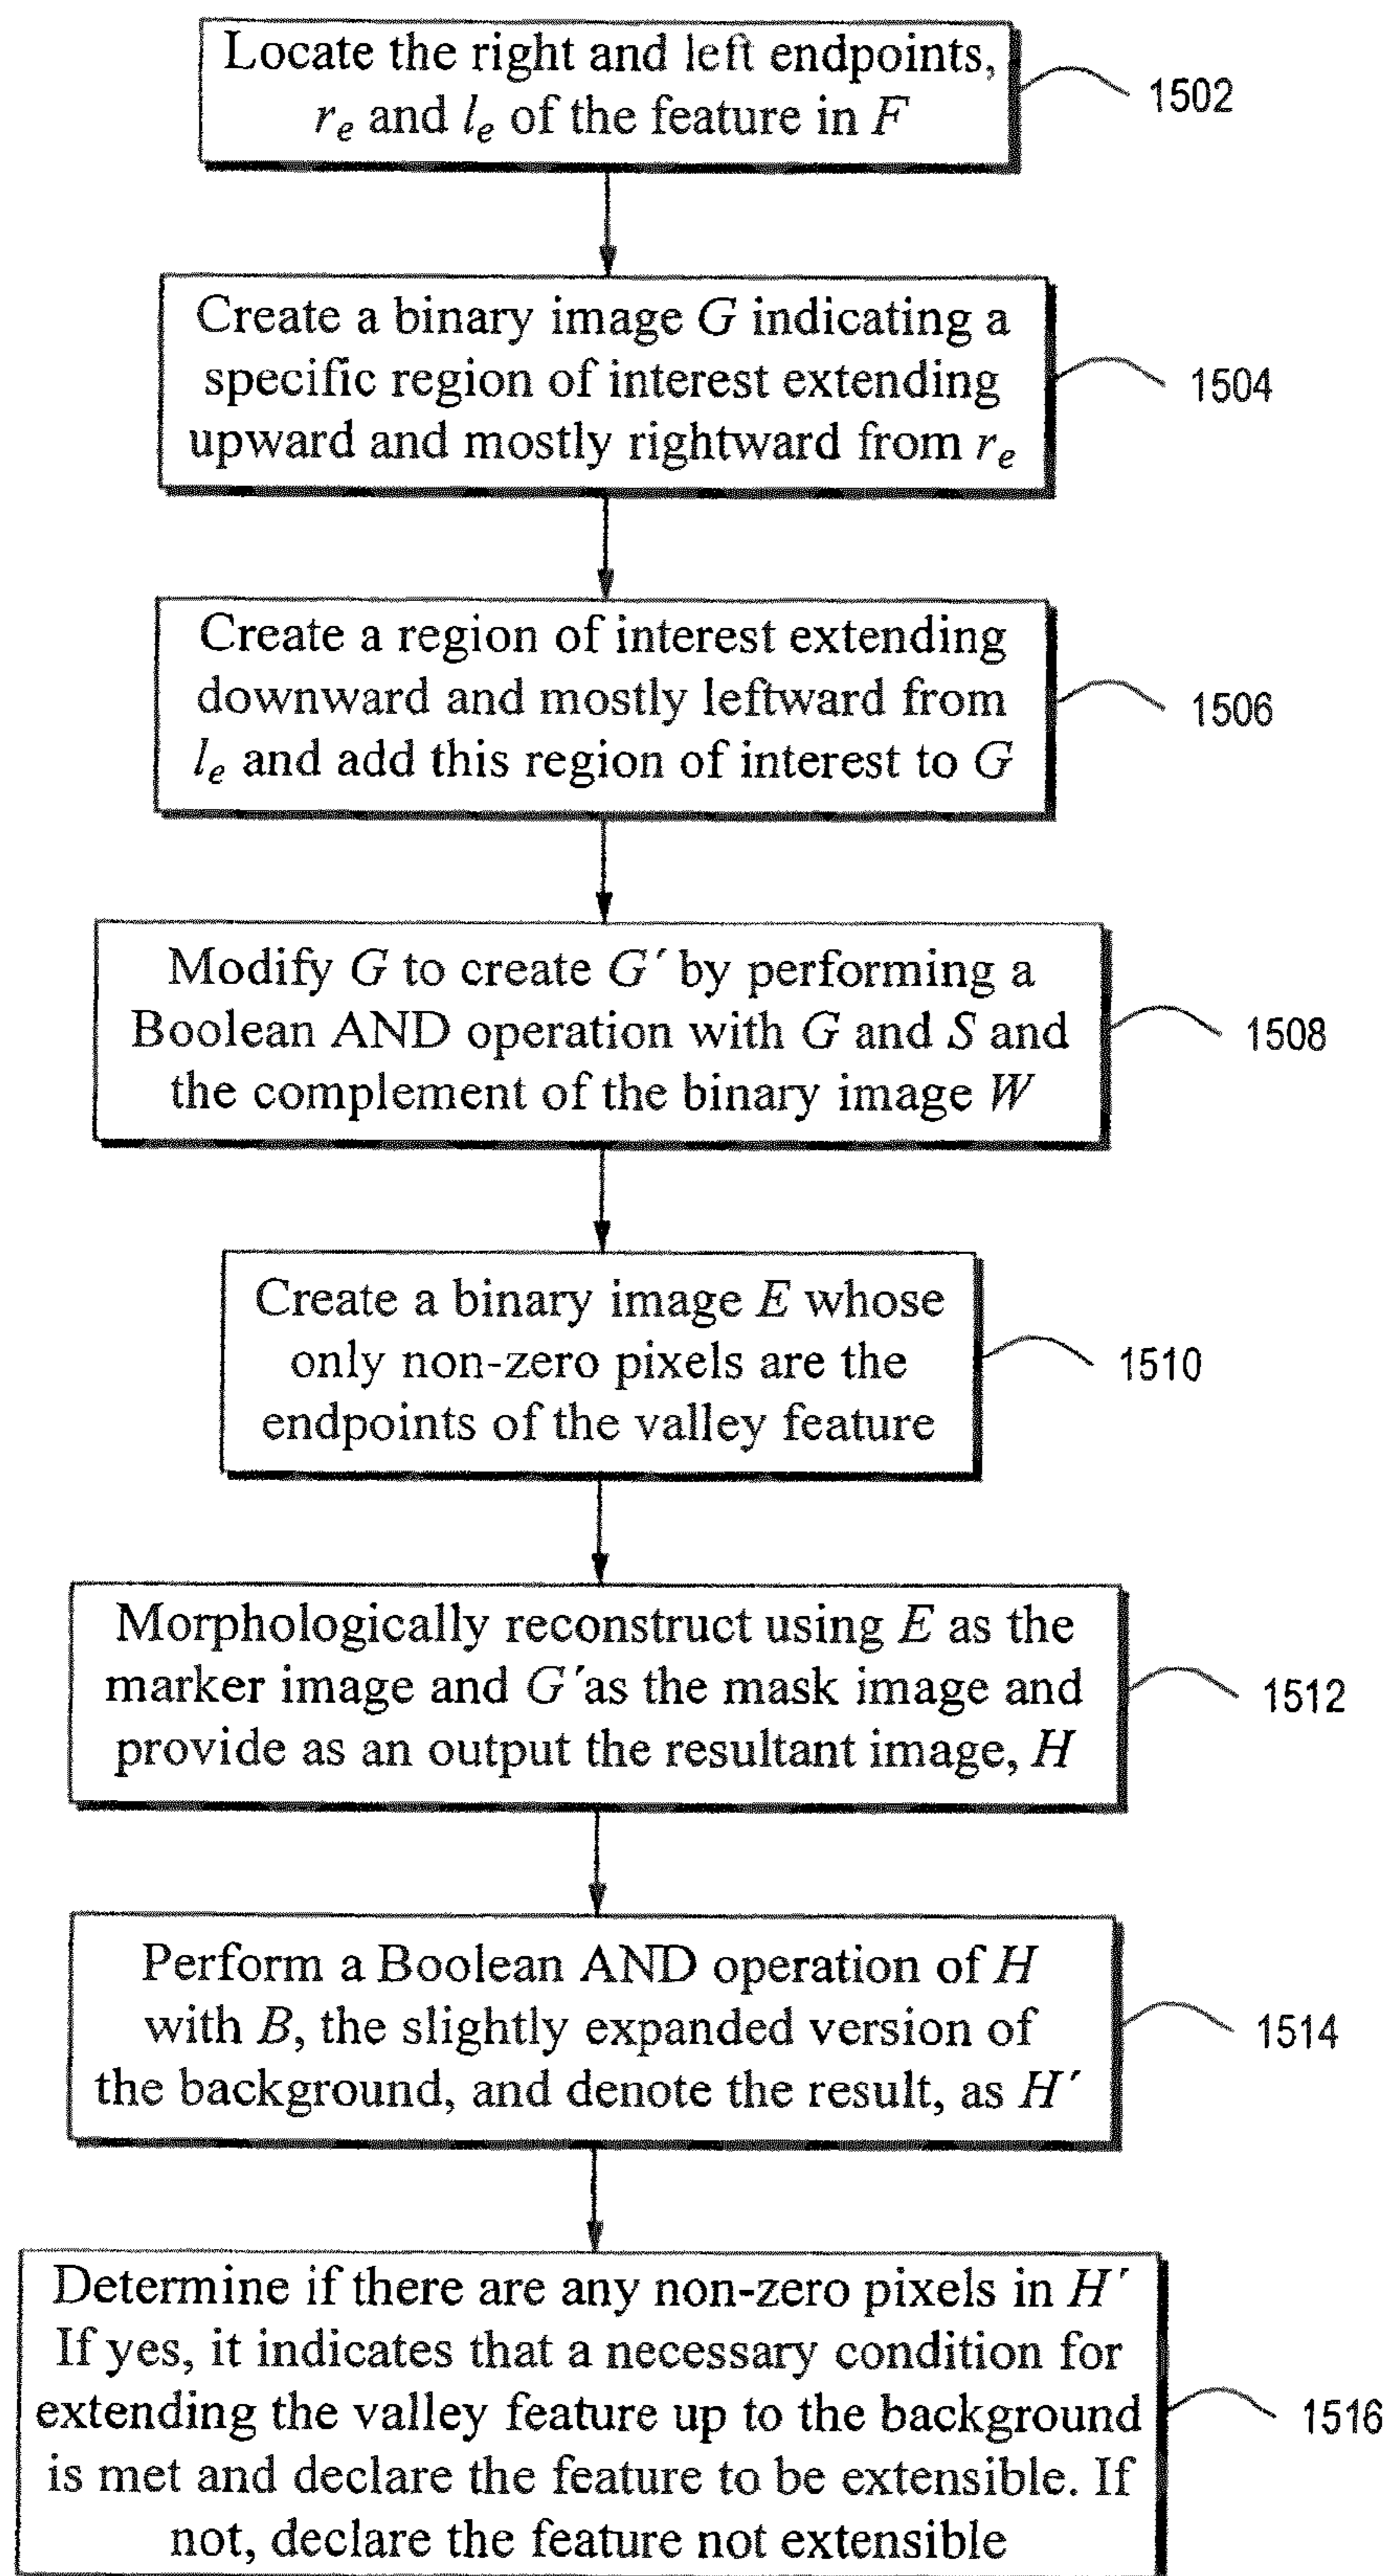 Locate the right and left endpoints,
rₑ and lₑ of the feature in F
1502
Create a binary image G indicating a
specific region of interest extending
upward and mostly rightward from rₑ
1504
Create a region of interest extending
downward and mostly leftward from
lₑ and add this region of interest to G
1506
Modify G to create G′ by performing a
Boolean AND operation with G and S and
the complement of the binary image W
1508
Create a binary image E whose
only non-zero pixels are the
endpoints of the valley feature
1510
Morphologically reconstruct using E as the
marker image and G′as the mask image and
provide as an output the resultant image, H
1512
Perform a Boolean AND operation of H
with B, the slightly expanded version of
the background, and denote the result, as H′
1514
Determine if there are any non-zero pixels in H′
If yes, it indicates that a necessary condition for
extending the valley feature up to the background
is met and declare the feature to be extensible. If
not, declare the feature not extensible
1516